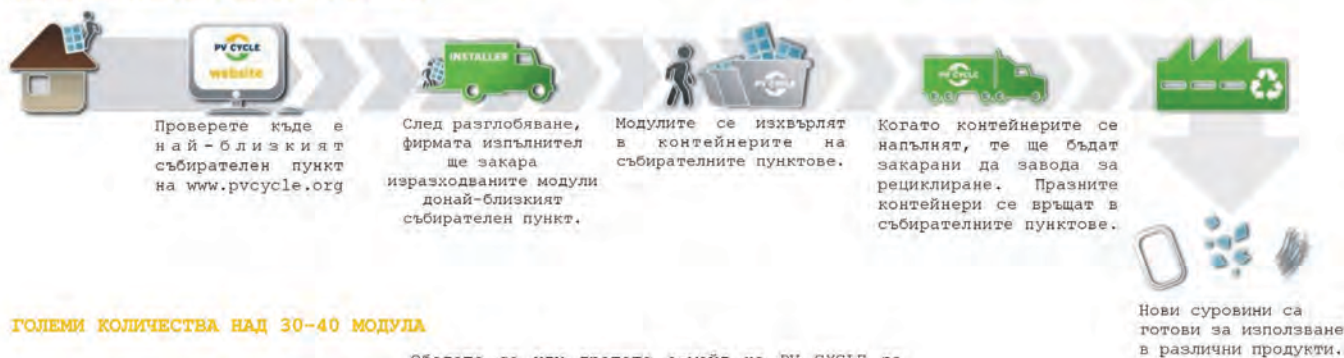 PV CYCLE
website
INSTALLER
PV CYCLE
PV CYCLE
Проверете къде е
най-близкият
събирателен пункт
на www.pvcycle.org
След разглобяване,
фирмата изпълнител
ще закара
изразходваните модули
донай-близкият
събирателен пункт.
Модулите се изхвърлят
в контейнерите на
събирателните пунктове.
Когато контейнерите се
напълнят, те ще бъдат
закарани да завода за
рециклиране. Празните
контейнери се връщат в
събирателните пунктове.
Нови суровини са
готови за използване
в различни продукти.
ГОЛЕМИ КОЛИЧЕСТВА НАД 30-40 МОДУЛА